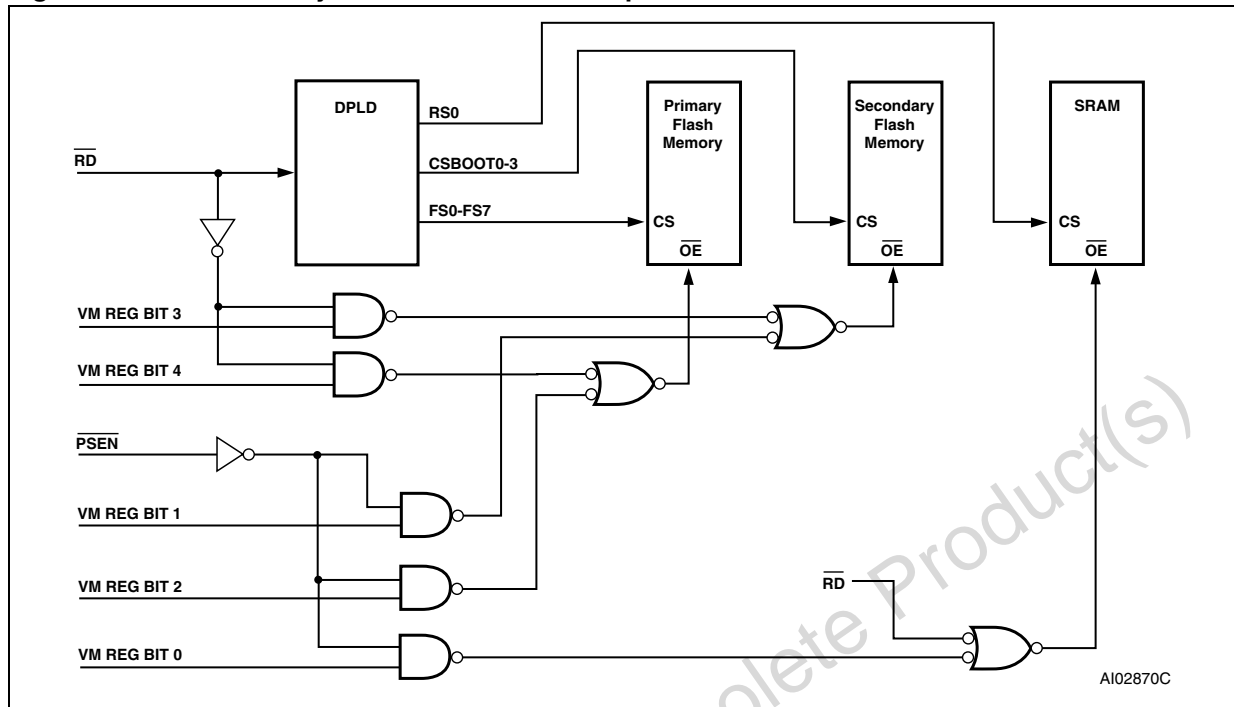 DPLD
RS0
CSBOOT0-3
FS0-FS7
Primary
Flash
Memory
CS
OE
Secondary
Flash
Memory
CS
OE
SRAM
CS
OE
RD
VM REG BIT 3
VM REG BIT 4
PSEN
VM REG BIT 1
VM REG BIT 2
VM REG BIT 0
RD
olete Product(s)
AI02870C